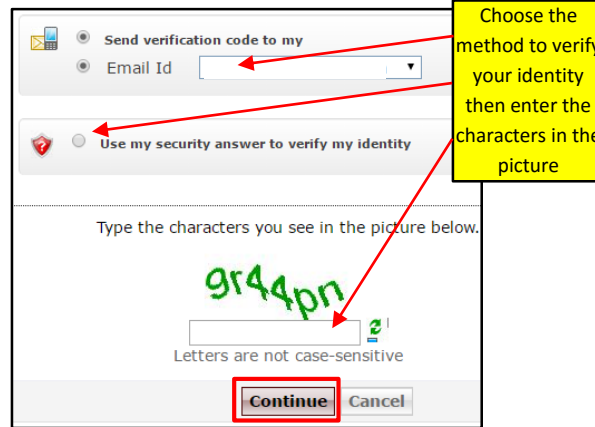 Send verification code to my
Email Id
Use my security answer to verify my identity
Type the characters you see in the picture below.
gr44pn
Letters are not case-sensitive
Continue
Cancel
Choose the
method to verify
your identity
then enter the
characters in the
picture